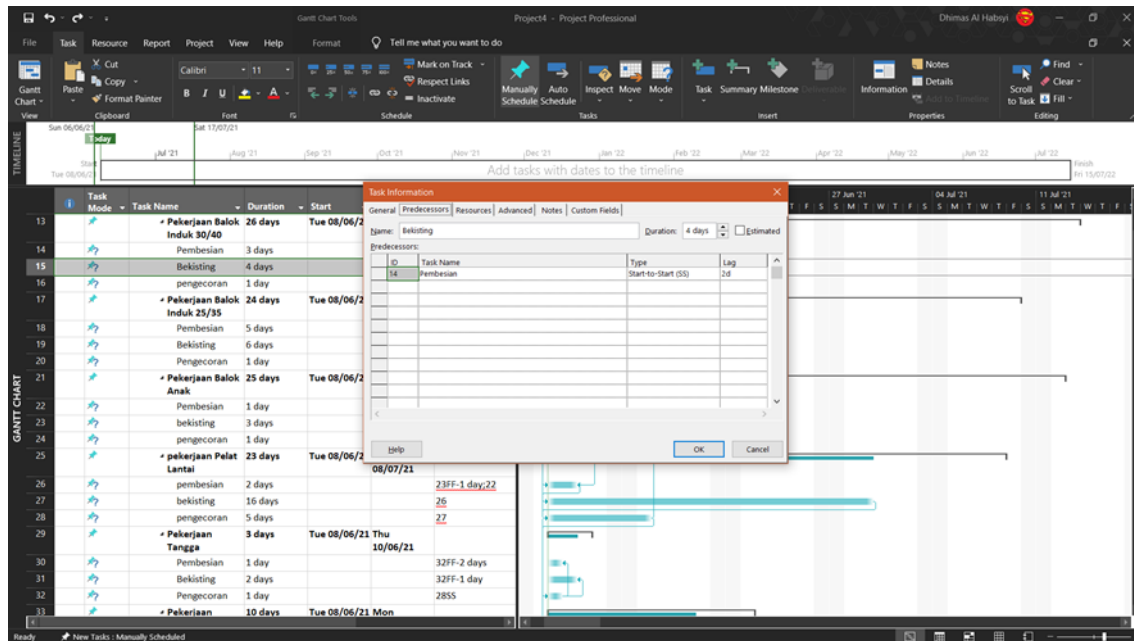 Gantt Chart Tools
Project4 - Project Professional
Dhimas Al Habsyi
File Task Resource Report Project View Help Format Tell me what you want to do
Gantt Chart
Paste
Cut
Copy
Format Painter
Calibri 11
B I U A
Mark on Track
Respect Links
Inactivate
Manually Schedule
Auto Schedule
Inspect Move Mode
Task Summary Milestone Deliverable
Information
Notes
Details
Add to Timeline
Scroll to Task
Find
Clear
Fill
View Clipboard Font Schedule Tasks Insert Properties Editing
TIMELINE
Sun 06/06/21
Today
Sat 17/07/21
Jul '21 Aug '21 Sep '21 Oct '21 Nov '21 Dec '21 Jan '22 Feb '22 Mar '22 Apr '22 May '22 Jun '22 Jul '22
Start
Tue 08/06/21
Add tasks with dates to the timeline
Finish
Fri 15/07/22
GANTT CHART
Task Mode Task Name Duration Start
27 Jun '21 04 Jul '21 11 Jul '21
T F S S M T W T F S S M T W T F S S M T W T F
13 Pekerjaan Balok Induk 30/40 26 days Tue 08/06/2
14 Pembesian 3 days
15 Bekisting 4 days
16 pengecoran 1 day
17 Pekerjaan Balok Induk 25/35 24 days Tue 08/06/2
18 Pembesian 5 days
19 Bekisting 6 days
20 Pengecoran 1 day
21 Pekerjaan Balok Anak 25 days Tue 08/06/2
22 Pembesian 1 day
23 bekisting 3 days
24 pengecoran 1 day
25 pekerjaan Pelat Lantai 23 days Tue 08/06/2 08/07/21
26 pembesian 2 days 23FF-1 day;22
27 bekisting 16 days 26
28 pengecoran 5 days 27
29 Pekerjaan Tangga 3 days Tue 08/06/21 Thu 10/06/21
30 Pembesian 1 day 32FF-2 days
31 Bekisting 2 days 32FF-1 day
32 Pengecoran 1 day 28SS
33 Pekerjaan 10 days Tue 08/06/21 Mon
Task Information
General Predecessors Resources Advanced Notes Custom Fields
Name: Bekisting Duration: 4 days Estimated
Predecessors:
ID Task Name Type Lag
14 Pembesian Start-to-Start (SS) 2d
Help OK Cancel
Ready New Tasks : Manually Scheduled